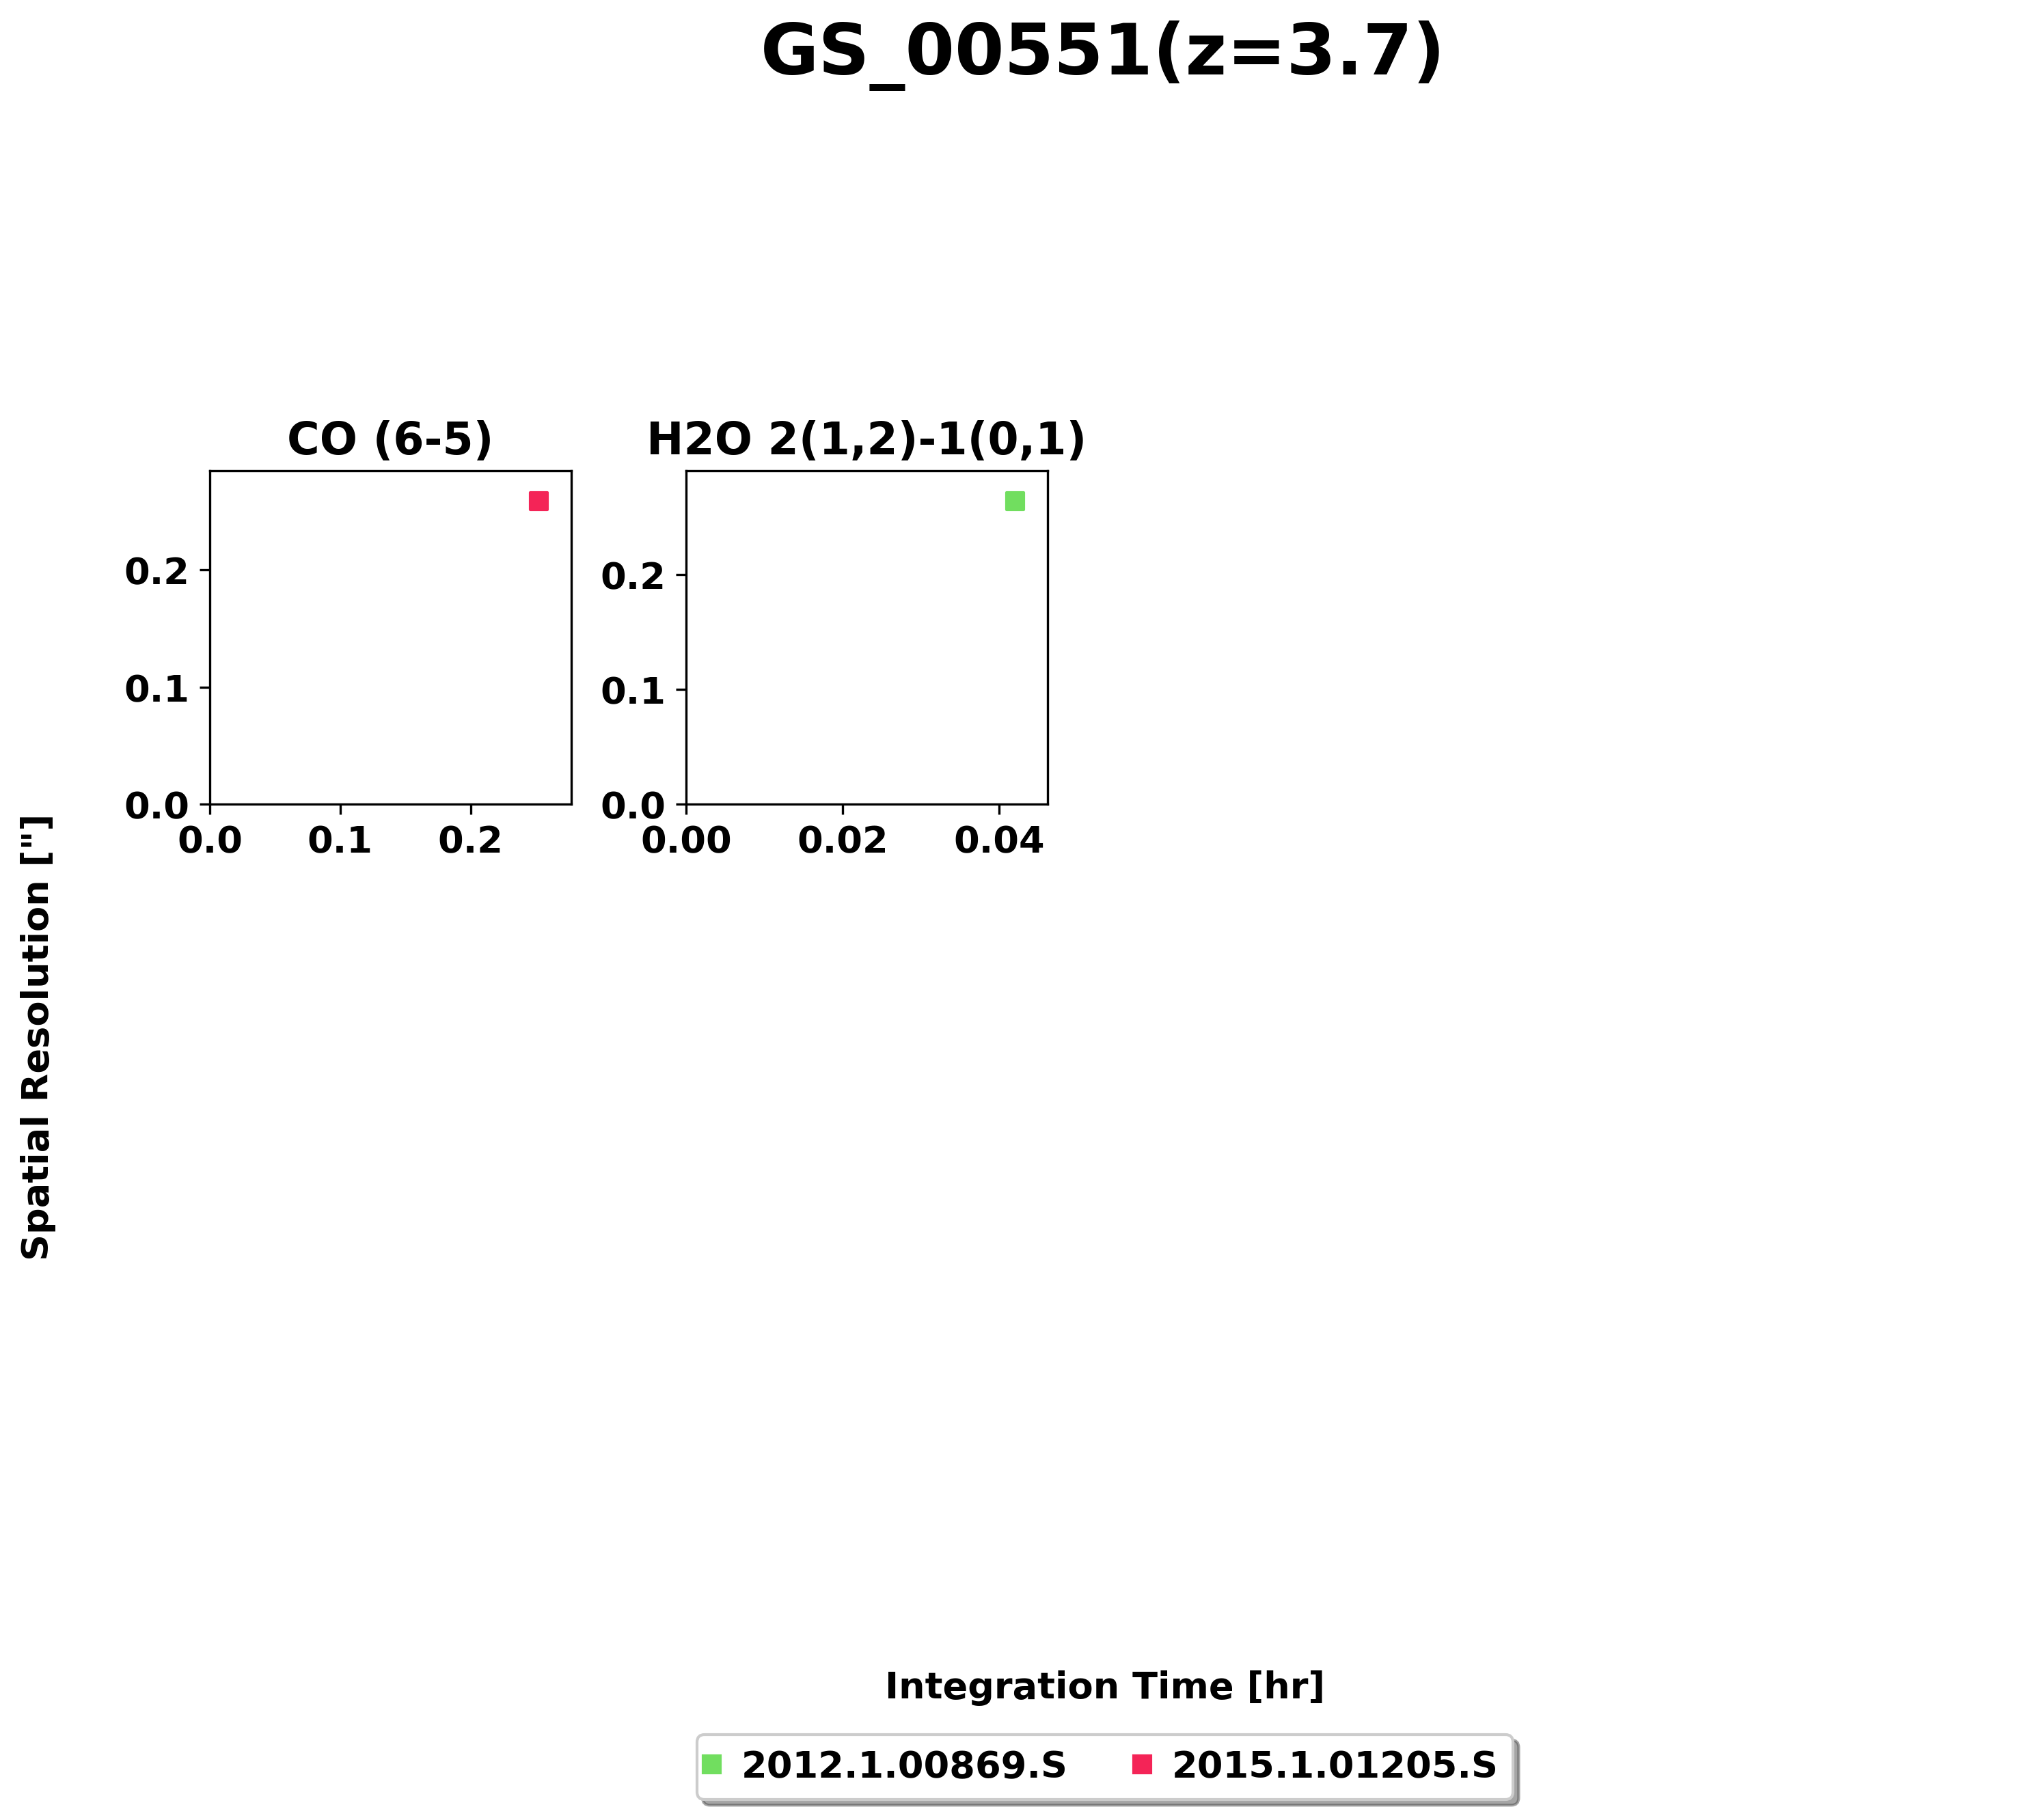 GS_00551(z=3.7)
CO (6-5)
H2O 2(1,2)-1(0,1)
0.2
0.1
0.0
0.0 0.1 0.2
0.2
0.1
0.0
0.00 0.02 0.04
Spatial Resolution ["]
Integration Time [hr]
2012.1.00869.S 2015.1.01205.S